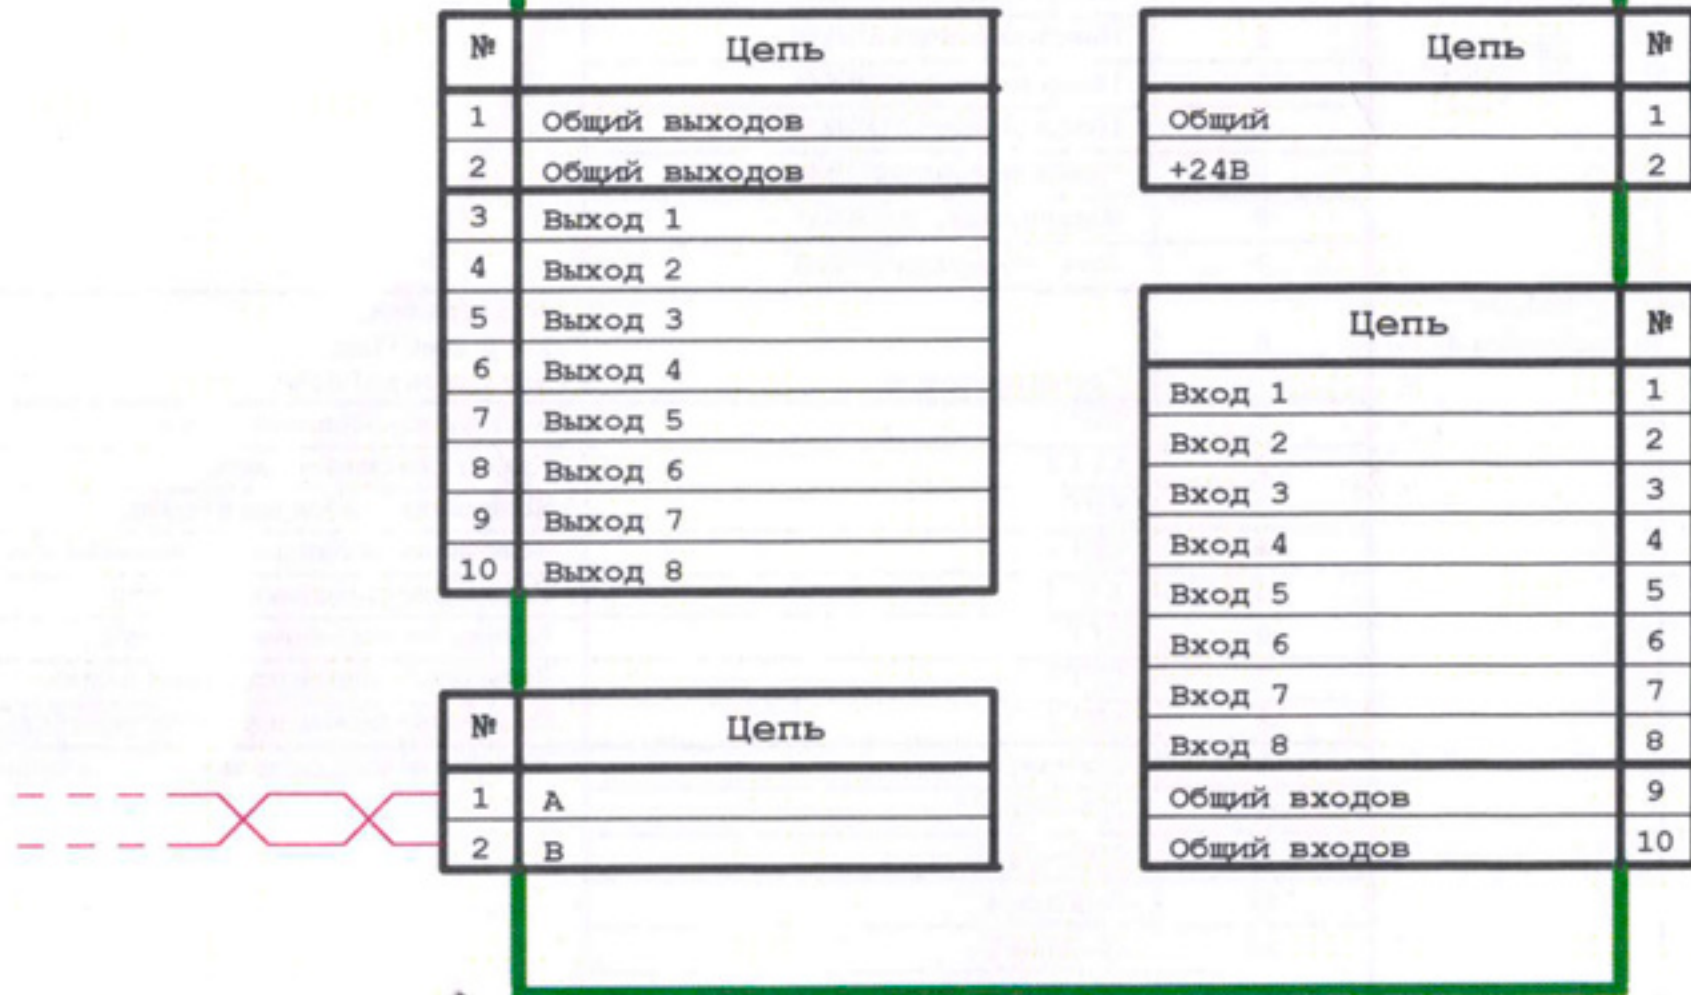 № Цепь
1 Общий выходов
2 Общий выходов
3 Выход 1
4 Выход 2
5 Выход 3
6 Выход 4
7 Выход 5
8 Выход 6
9 Выход 7
10 Выход 8
№ Цепь
1 А
2 В
Цепь №
Общий 1
+24В 2
Цепь №
Вход 1 1
Вход 2 2
Вход 3 3
Вход 4 4
Вход 5 5
Вход 6 6
Вход 7 7
Вход 8 8
Общий входов 9
Общий входов 10